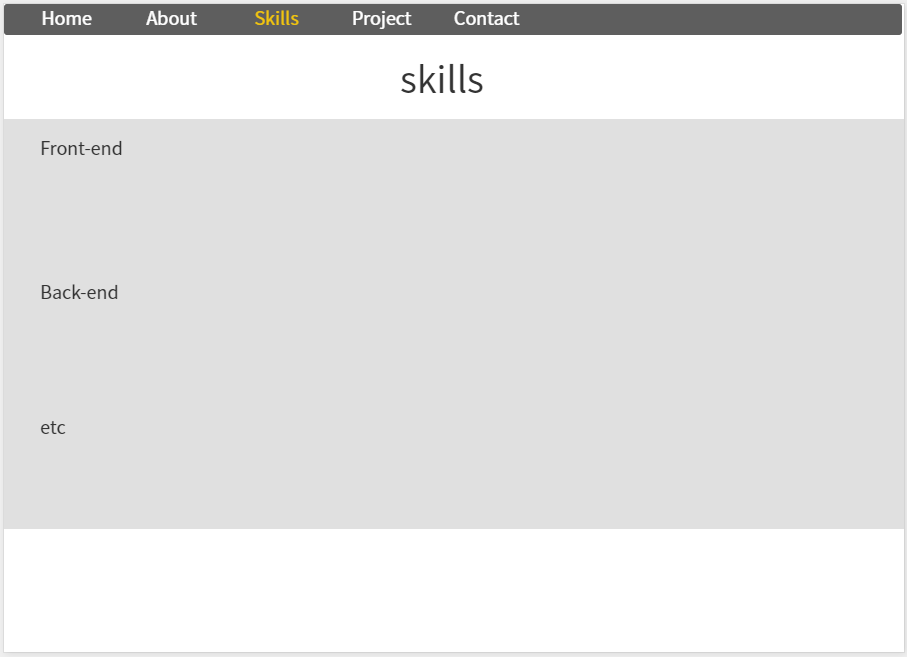 Home About Skills Project Contact
skills
Front-end
Back-end
etc